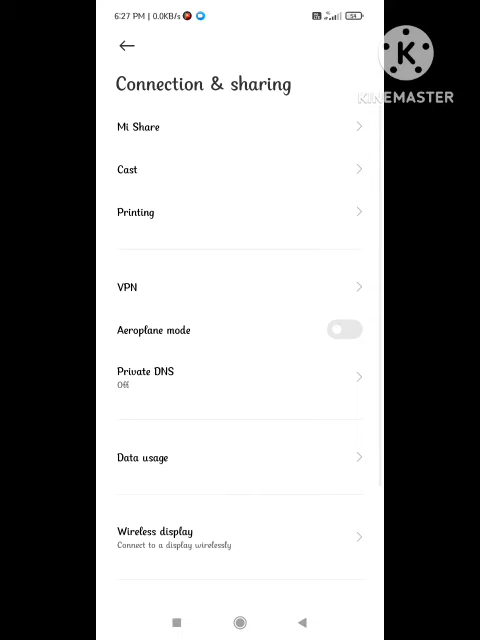 6:27 PM | 0.0KB/s
54
Connection & sharing
K
KINEMASTER
Mi Share
Cast
Printing
VPN
Aeroplane mode
Private DNS
Off
Data usage
Wireless display
Connect to a display wirelessly